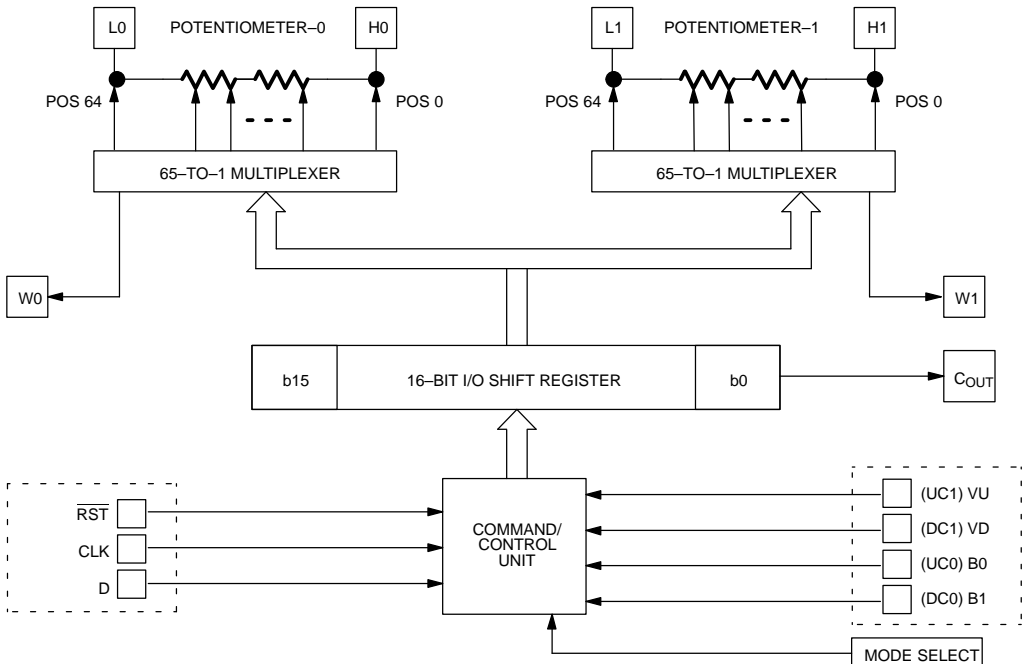 L0 POTENTIOMETER–0 H0 L1 POTENTIOMETER–1 H1
POS 64 POS 0 POS 64 POS 0
65–TO–1 MULTIPLEXER 65–TO–1 MULTIPLEXER
W0 W1
b15 16–BIT I/O SHIFT REGISTER b0 COUT
RST
CLK
D
COMMAND/
CONTROL
UNIT
(UC1) VU
(DC1) VD
(UC0) B0
(DC0) B1
MODE SELECT